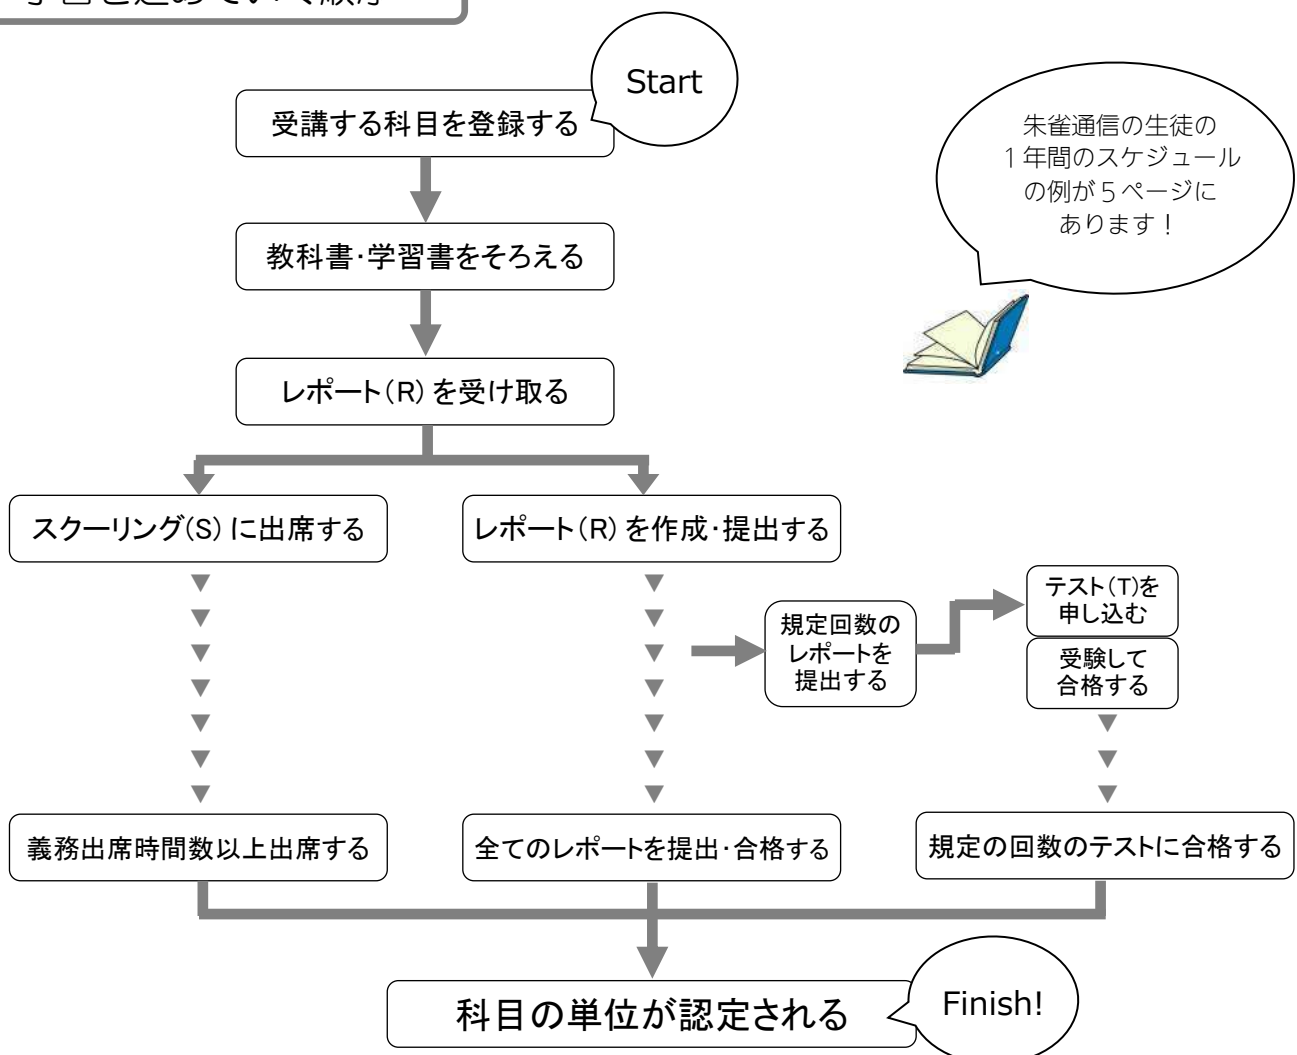 Start
受講する科目を登録する
朱雀通信の生徒の
１年間のスケジュール
の例が５ページに
あります！
教科書・学習書をそろえる
レポート（R）を受け取る
スクーリング(S)に出席する
レポート（R）を作成・提出する
規定回数の
レポートを
提出する
テスト（T)を
申し込む
受験して
合格する
義務出席時間数以上出席する
全てのレポートを提出・合格する
規定の回数のテストに合格する
科目の単位が認定される
Finish!